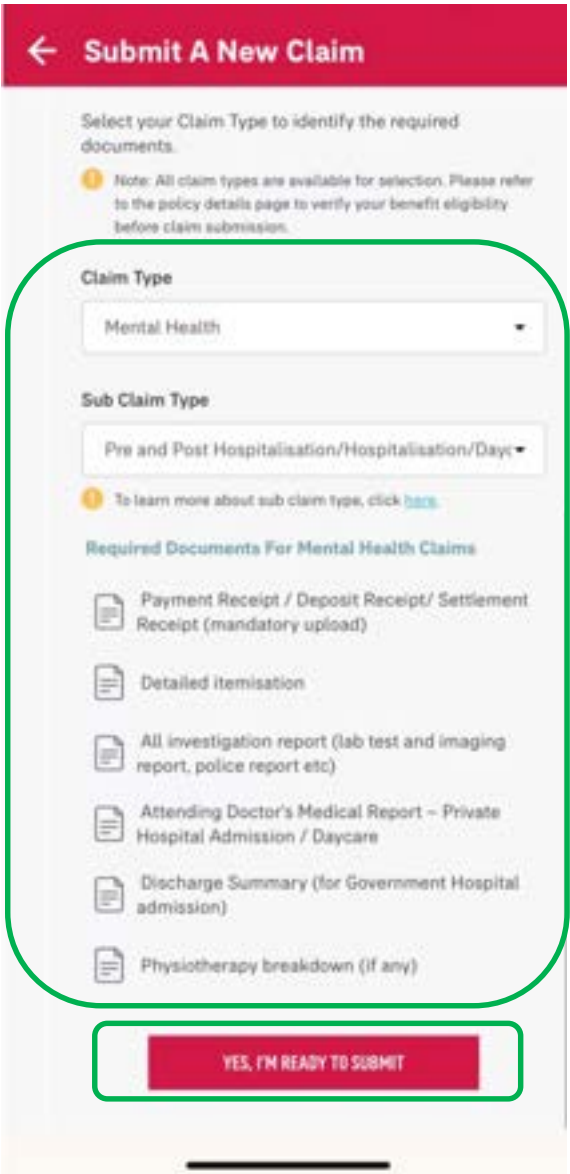 Submit A New Claim
Select your Claim Type to identify the required
documents.
Note: All claim types are available for selection. Please refer
to the policy details page to verify your benefit eligibility
before claim submission.
Claim Type
Mental Health
Sub Claim Type
Pre and Post Hospitalisation/Hospitalisation/Dayc
To learn more about sub claim type, click here.
Required Documents For Mental Health Claims
Payment Receipt / Deposit Receipt/ Settlement
Receipt (mandatory upload)
Detailed itemisation
All investigation report (lab test and imaging
report, police report etc)
Attending Doctor's Medical Report – Private
Hospital Admission / Daycare
Discharge Summary (for Government Hospital
admission)
Physiotherapy breakdown (if any)
YES, I'M READY TO SUBMIT